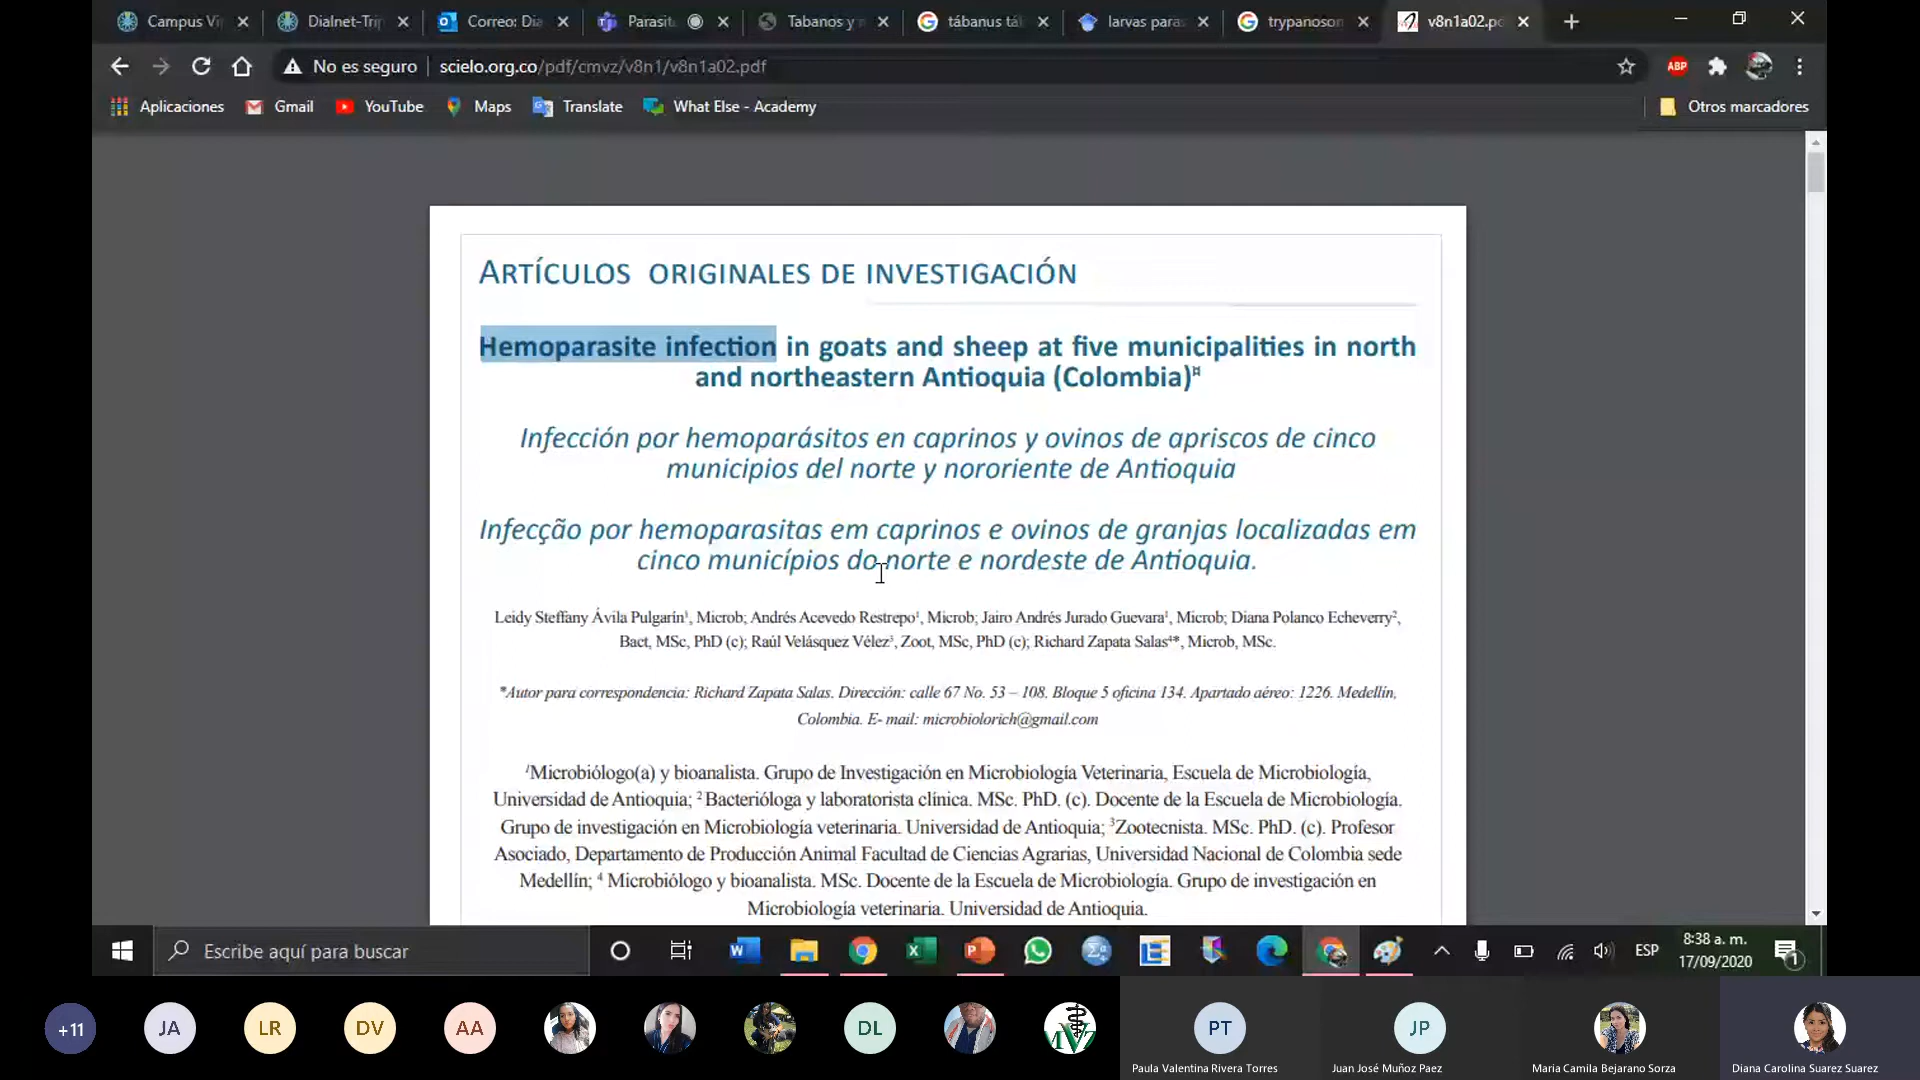 Campus Vi
Dialnet-Trip
Correo: Dia
Parasit
Tabanos y m
tábanus tá
larvas para
trypanosom
v8n1a02.pd
No es seguro
scielo.org.co/pdf/cmvz/v8n1/v8n1a02.pdf
ABP
Aplicaciones
Gmail
YouTube
Maps
Translate
What Else - Academy
Otros marcadores
ARTÍCULOS ORIGINALES DE INVESTIGACIÓN
Hemoparasite infection in goats and sheep at five municipalities in north
and northeastern Antioquia (Colombia)¤
Infección por hemoparásitos en caprinos y ovinos de apriscos de cinco
municipios del norte y nororiente de Antioquia
Infecção por hemoparasitas em caprinos e ovinos de granjas localizadas em
cinco municípios do norte e nordeste de Antioquia.
Leidy Steffany Ávila Pulgarín¹, Microb; Andrés Acevedo Restrepo¹, Microb; Jairo Andrés Jurado Guevara¹, Microb; Diana Polanco Echeverry²,
Bact, MSc, PhD (c); Raúl Velásquez Vélez³, Zoot, MSc, PhD (c); Richard Zapata Salas⁴*, Microb, MSc.
*Autor para correspondencia: Richard Zapata Salas. Dirección: calle 67 No. 53 – 108. Bloque 5 oficina 134. Apartado aéreo: 1226. Medellín,
Colombia. E- mail: microbiolorich@gmail.com
¹Microbiólogo(a) y bioanalista. Grupo de Investigación en Microbiología Veterinaria, Escuela de Microbiología,
Universidad de Antioquia; ² Bacterióloga y laboratorista clínica. MSc. PhD. (c). Docente de la Escuela de Microbiología.
Grupo de investigación en Microbiología veterinaria. Universidad de Antioquia; ³Zootecnista. MSc. PhD. (c). Profesor
Asociado, Departamento de Producción Animal Facultad de Ciencias Agrarias, Universidad Nacional de Colombia sede
Medellín; ⁴ Microbiólogo y bioanalista. MSc. Docente de la Escuela de Microbiología. Grupo de investigación en
Microbiología veterinaria. Universidad de Antioquia.
Escribe aquí para buscar
ESP
8:38 a. m.
17/09/2020
1
+11
JA
LR
DV
AA
DL
MVZ
PT
JP
Paula Valentina Rivera Torres
Juan José Muñoz Paez
Maria Camila Bejarano Sorza
Diana Carolina Suarez Suarez